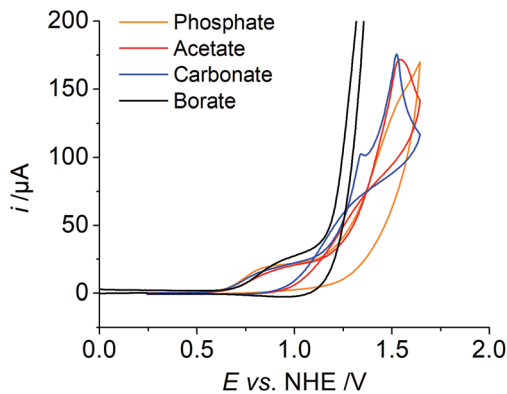 Phosphate
Acetate
Carbonate
Borate
200
150
100
50
0
i /μA
0.0 0.5 1.0 1.5 2.0
E vs. NHE /V